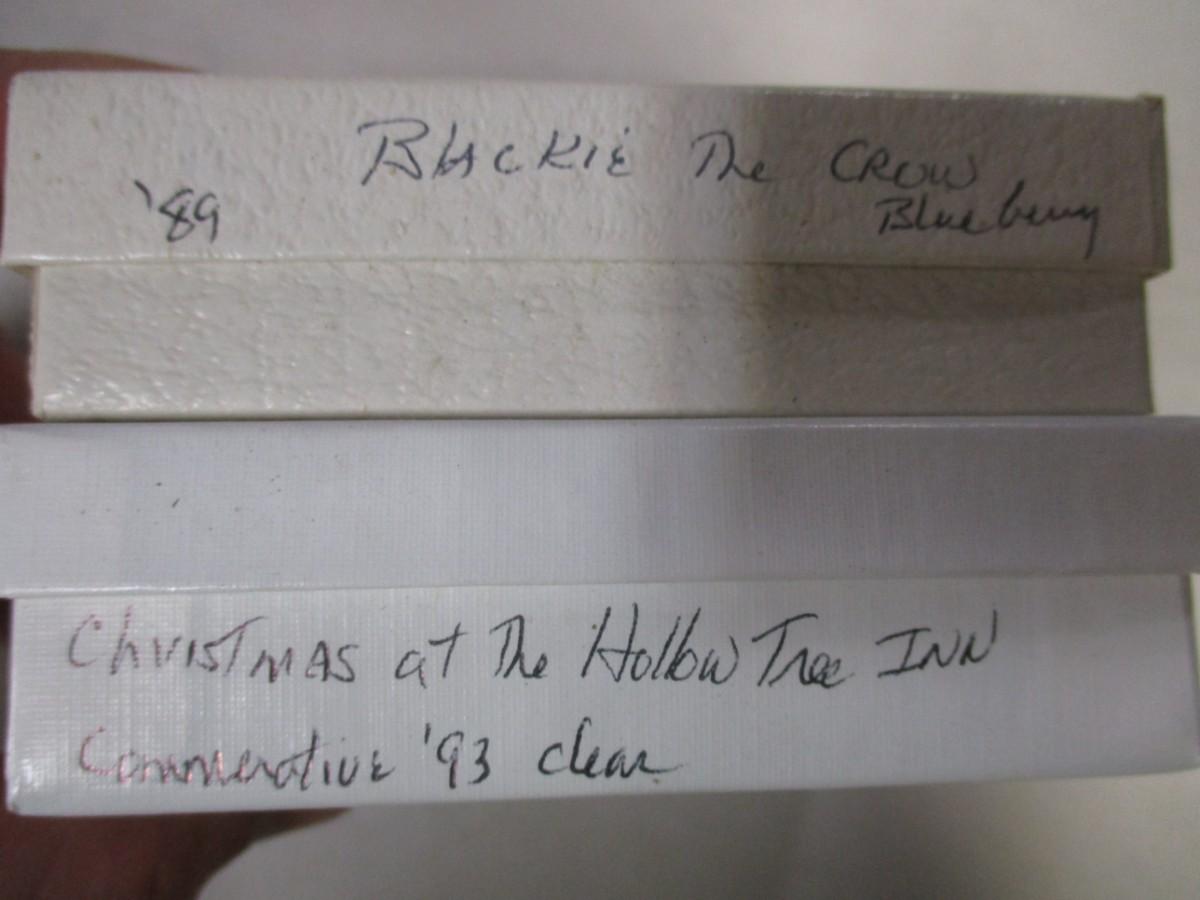 Blackie The Crow
'89 Blueberry
Christmas at The Hollow Tree INN
Commerative '93 clear